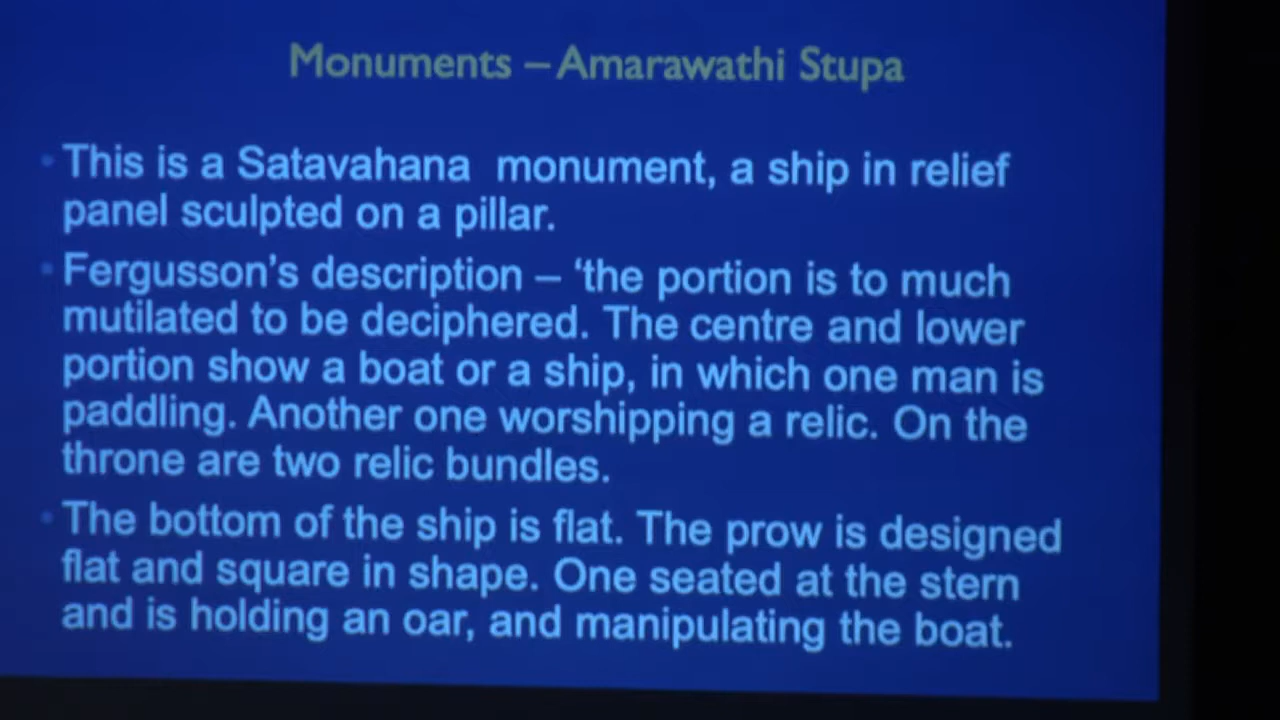 Monuments – Amarawathi Stupa
• This is a Satavahana monument, a ship in relief
panel sculpted on a pillar.
• Fergusson's description – ‘the portion is to much
mutilated to be deciphered. The centre and lower
portion show a boat or a ship, in which one man is
paddling. Another one worshipping a relic. On the
throne are two relic bundles.
• The bottom of the ship is flat. The prow is designed
flat and square in shape. One seated at the stern
and is holding an oar, and manipulating the boat.